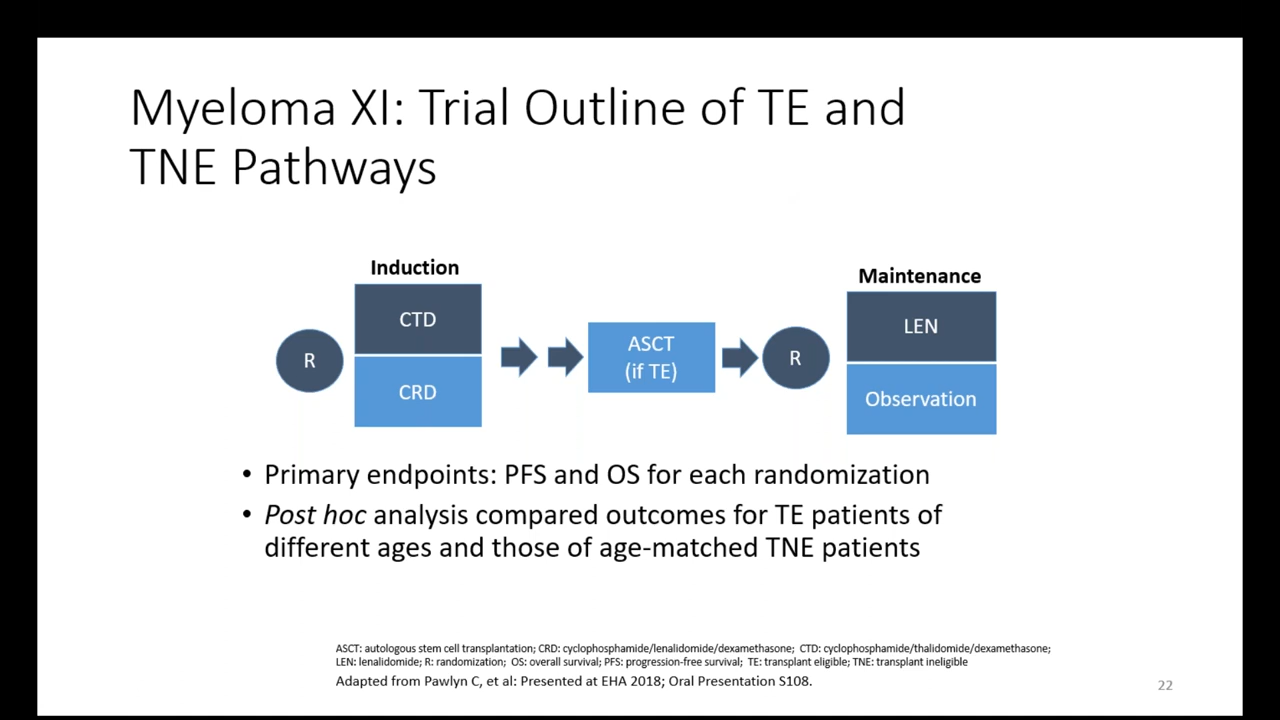 Myeloma XI: Trial Outline of TE and
TNE Pathways
Induction
Maintenance
R
CTD
CRD
ASCT
(if TE)
R
LEN
Observation
• Primary endpoints: PFS and OS for each randomization
• Post hoc analysis compared outcomes for TE patients of
different ages and those of age-matched TNE patients
ASCT: autologous stem cell transplantation; CRD: cyclophosphamide/lenalidomide/dexamethasone; CTD: cyclophosphamide/thalidomide/dexamethasone;
LEN: lenalidomide; R: randomization; OS: overall survival; PFS: progression-free survival; TE: transplant eligible; TNE: transplant ineligible
Adapted from Pawlyn C, et al: Presented at EHA 2018; Oral Presentation S108.
22